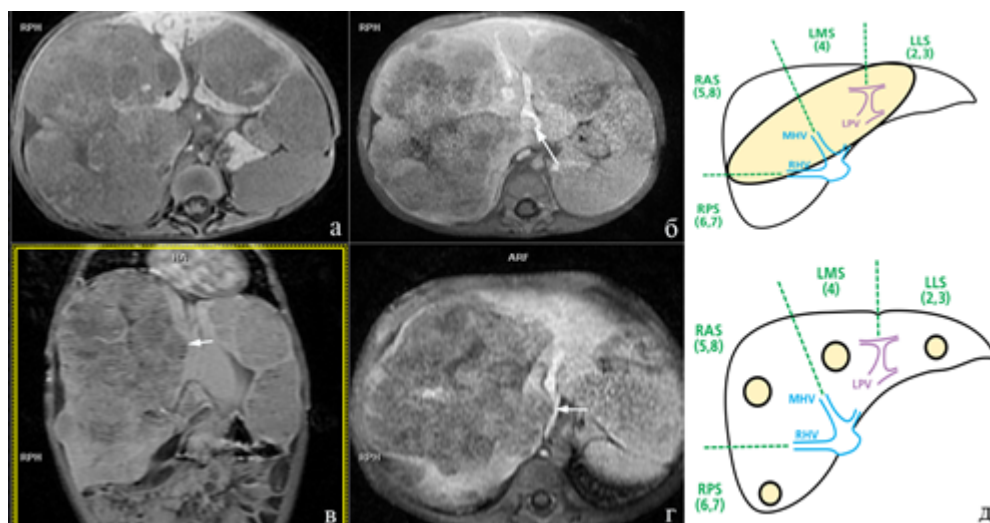 RPH
а
RPH
б
LMS
(4)
LLS
(2,3)
RAS
(5,8)
LPV
MHV
RHV
RPS
(6,7)
RPH
в
ARF
RPH
г
LMS
(4)
LLS
(2,3)
RAS
(5,8)
LPV
MHV
RHV
RPS
(6,7)
д